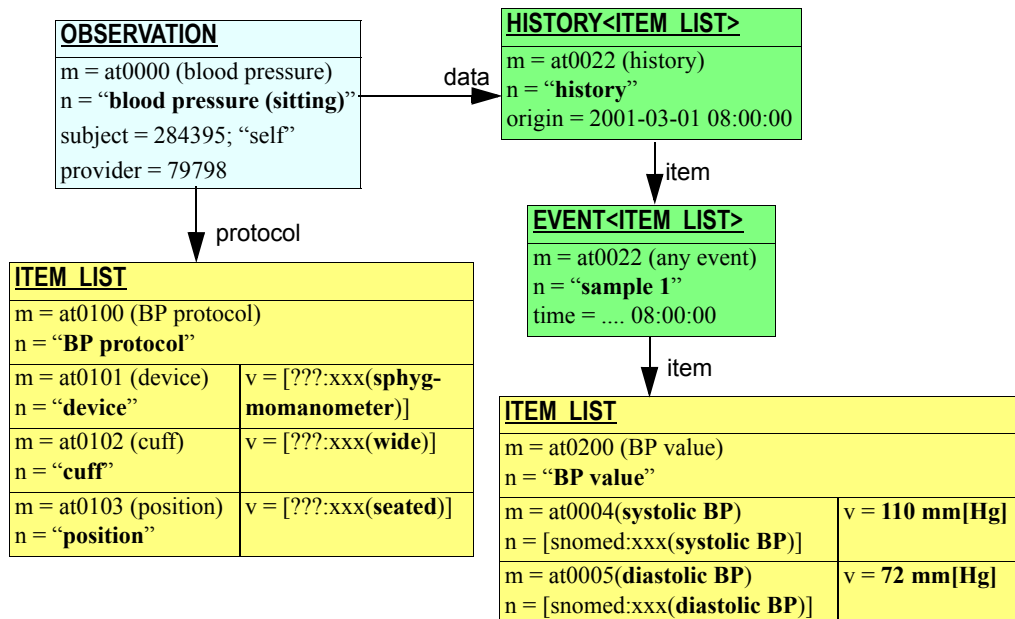 OBSERVATION
m = at0000 (blood pressure)
n = “blood pressure (sitting)”
subject = 284395; “self”
provider = 79798
data
HISTORY<ITEM_LIST>
m = at0022 (history)
n = “history”
origin = 2001-03-01 08:00:00
item
EVENT<ITEM_LIST>
m = at0022 (any event)
n = “sample 1”
time = .... 08:00:00
item
protocol
ITEM_LIST
m = at0100 (BP protocol)
n = “BP protocol”
m = at0101 (device)
n = “device”
v = [???:xxx(sphyg-
momanometer)]
m = at0102 (cuff)
n = “cuff”
v = [???:xxx(wide)]
m = at0103 (position)
n = “position”
v = [???:xxx(seated)]
ITEM_LIST
m = at0200 (BP value)
n = “BP value”
m = at0004(systolic BP)
n = [snomed:xxx(systolic BP)]
v = 110 mm[Hg]
m = at0005(diastolic BP)
n = [snomed:xxx(diastolic BP)]
v = 72 mm[Hg]